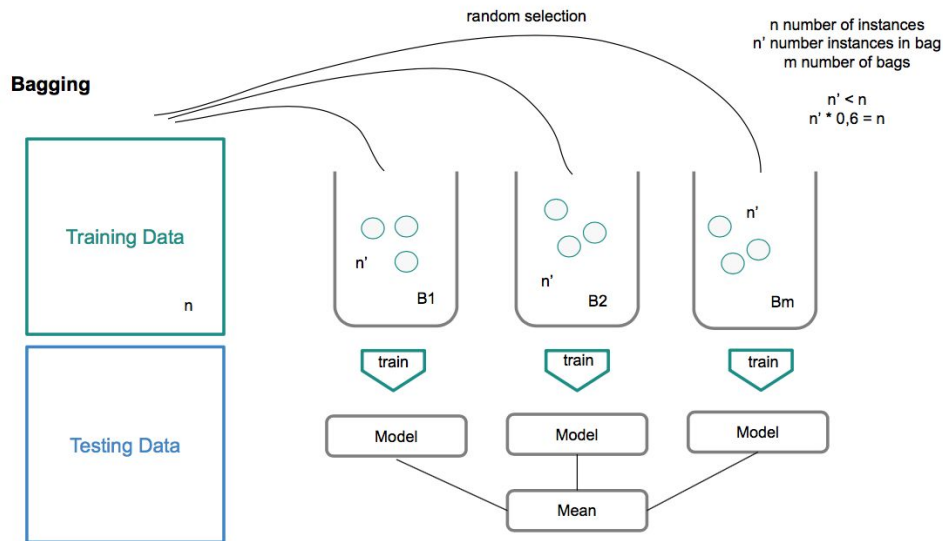 random selection
n number of instances
n' number instances in bag
m number of bags
n' < n
n' * 0,6 = n
Bagging
Training Data
n
n'
B1
n'
B2
n'
Bm
train
train
train
Testing Data
Model
Model
Model
Mean